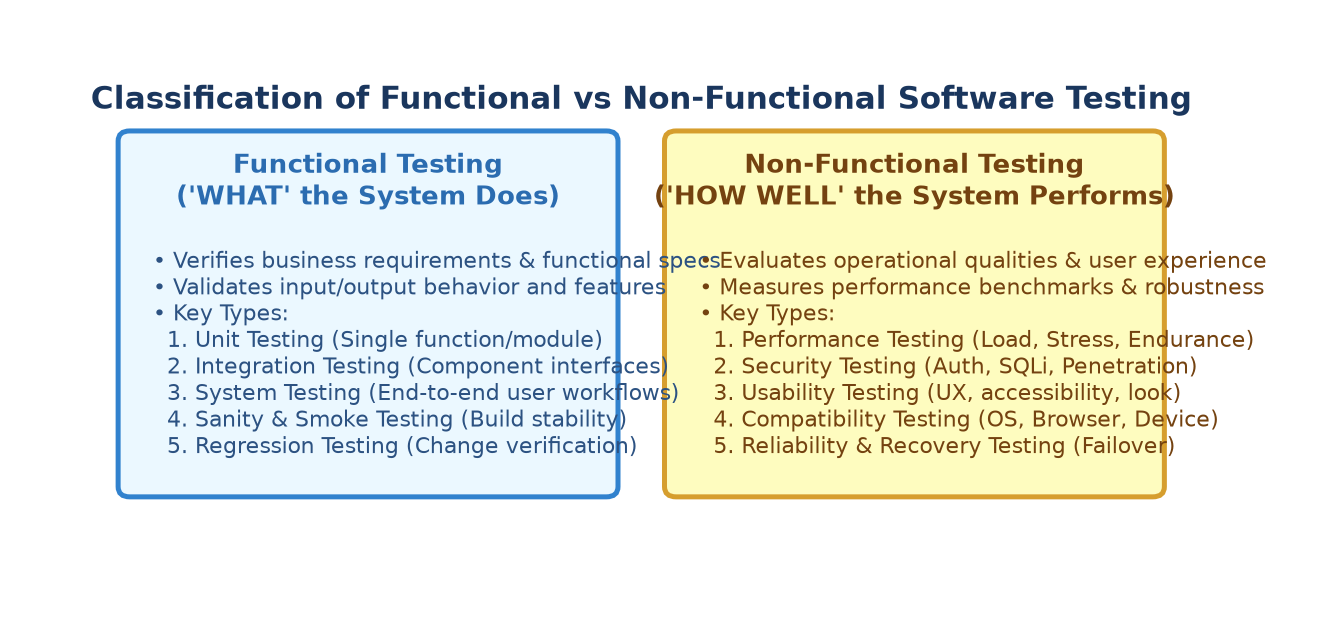 Classification of Functional vs Non-Functional Software Testing
Functional Testing
('WHAT' the System Does)
• Verifies business requirements & functional specs
• Validates input/output behavior and features
• Key Types:
1. Unit Testing (Single function/module)
2. Integration Testing (Component interfaces)
3. System Testing (End-to-end user workflows)
4. Sanity & Smoke Testing (Build stability)
5. Regression Testing (Change verification)
Non-Functional Testing
('HOW WELL' the System Performs)
• Evaluates operational qualities & user experience
• Measures performance benchmarks & robustness
• Key Types:
1. Performance Testing (Load, Stress, Endurance)
2. Security Testing (Auth, SQLi, Penetration)
3. Usability Testing (UX, accessibility, look)
4. Compatibility Testing (OS, Browser, Device)
5. Reliability & Recovery Testing (Failover)